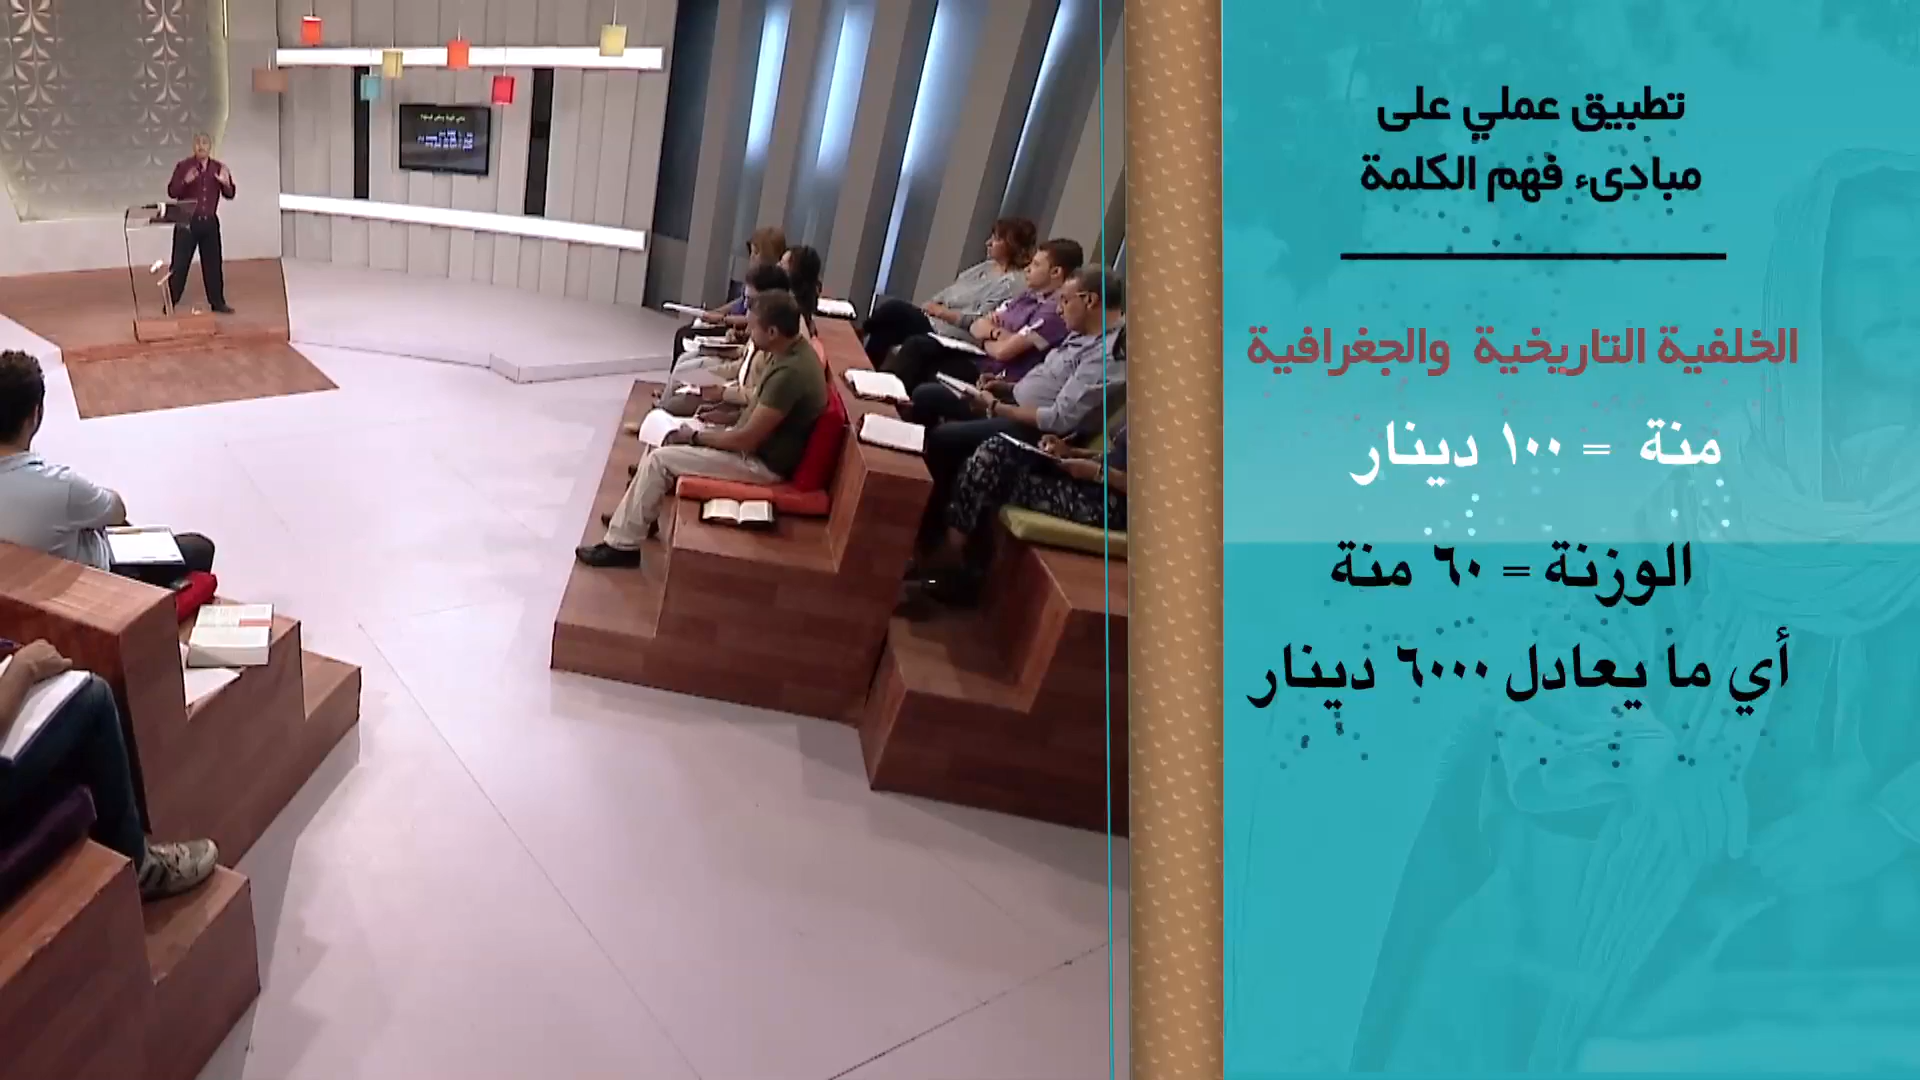 تطبيق عملي على
مبادىء فهم الكلمة
الخلفية التاريخية والجغرافية
منة = ١٠٠ دينار
الوزنة = ٦٠ منة
أي ما يعادل ٦٠٠٠ دينار